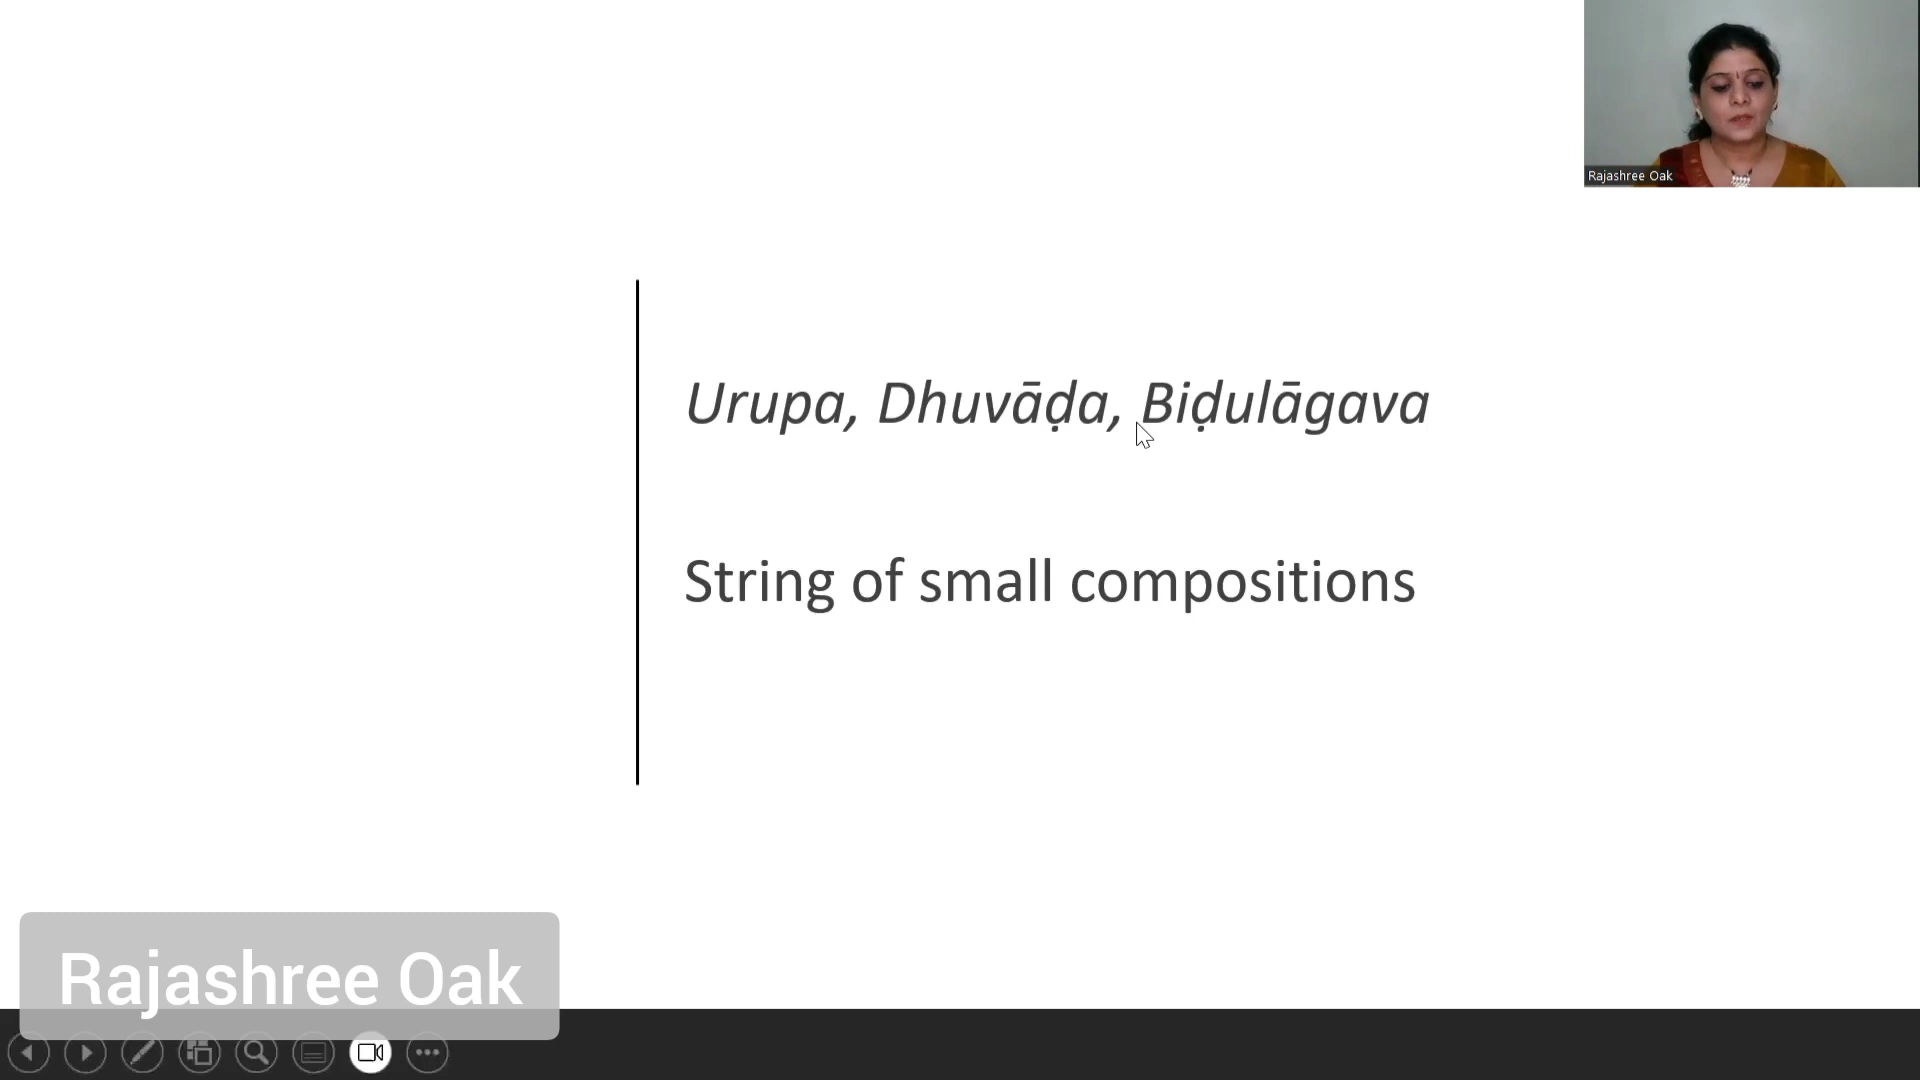 Rajashree Oak
Urupa, Dhuvāḍa, Biḍulāgava
String of small compositions
Rajashree Oak